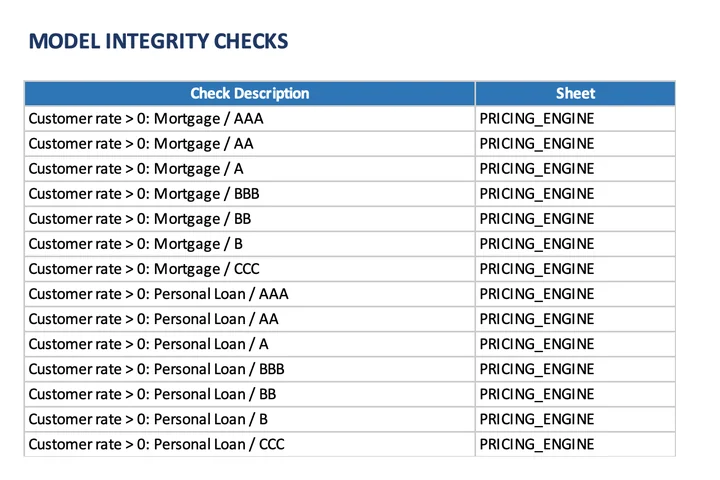 MODEL INTEGRITY CHECKS
Check Description Sheet
Customer rate > 0: Mortgage / AAA PRICING_ENGINE
Customer rate > 0: Mortgage / AA PRICING_ENGINE
Customer rate > 0: Mortgage / A PRICING_ENGINE
Customer rate > 0: Mortgage / BBB PRICING_ENGINE
Customer rate > 0: Mortgage / BB PRICING_ENGINE
Customer rate > 0: Mortgage / B PRICING_ENGINE
Customer rate > 0: Mortgage / CCC PRICING_ENGINE
Customer rate > 0: Personal Loan / AAA PRICING_ENGINE
Customer rate > 0: Personal Loan / AA PRICING_ENGINE
Customer rate > 0: Personal Loan / A PRICING_ENGINE
Customer rate > 0: Personal Loan / BBB PRICING_ENGINE
Customer rate > 0: Personal Loan / BB PRICING_ENGINE
Customer rate > 0: Personal Loan / B PRICING_ENGINE
Customer rate > 0: Personal Loan / CCC PRICING_ENGINE